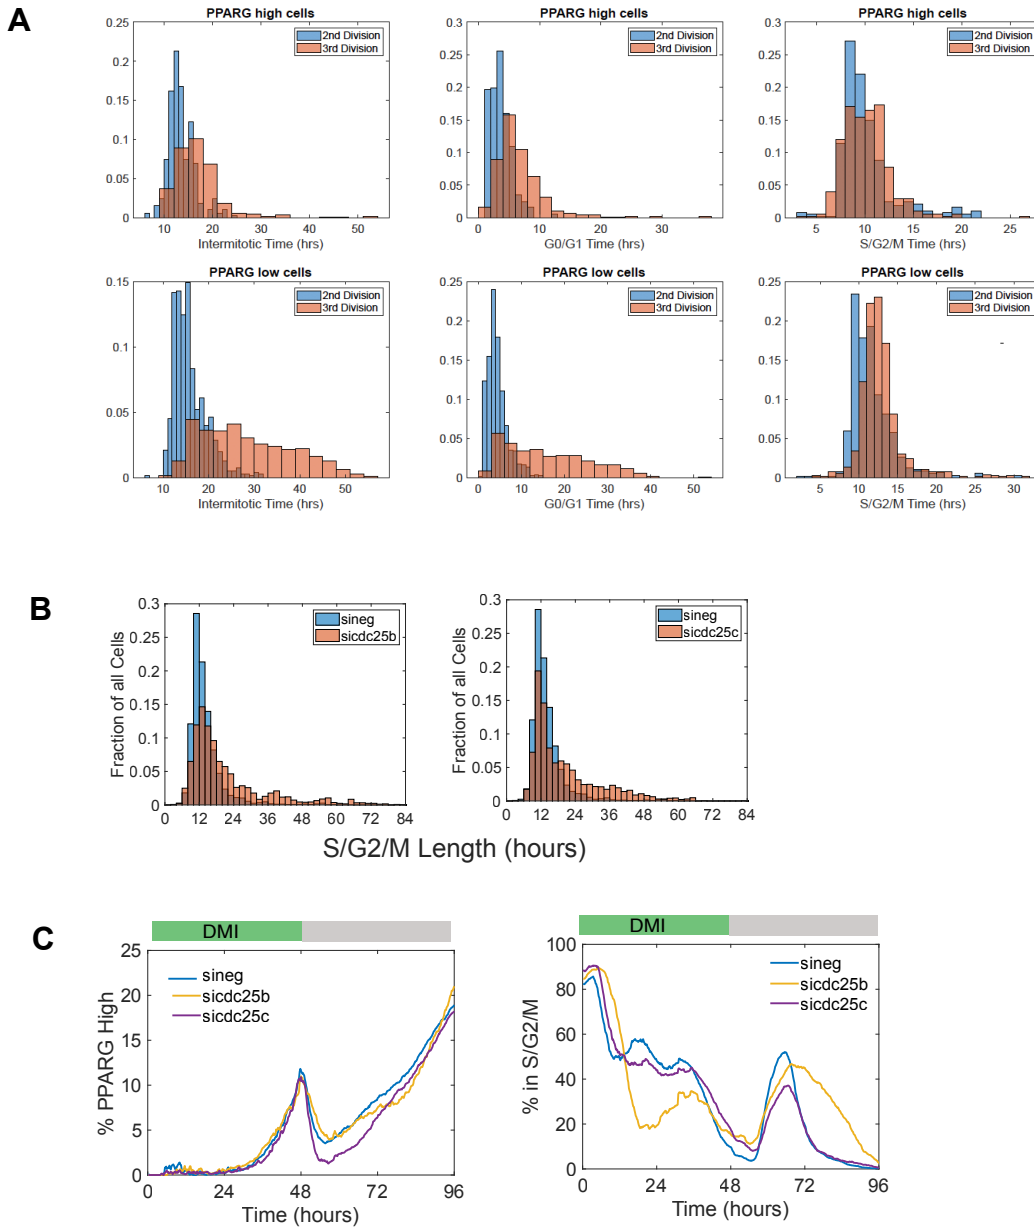 A
PPARG high cells
0.25
0.2
0.15
0.1
0.05
0
10 20 30 40 50
Intermitotic Time (hrs)
2nd Division
3rd Division
PPARG high cells
0.3
0.25
0.2
0.15
0.1
0.05
0
0 10 20 30
G0/G1 Time (hrs)
2nd Division
3rd Division
PPARG high cells
0.3
0.25
0.2
0.15
0.1
0.05
0
5 10 15 20 25
S/G2/M Time (hrs)
2nd Division
3rd Division
PPARG low cells
0.15
0.1
0.05
0
10 20 30 40 50
Intermitotic Time (hrs)
2nd Division
3rd Division
PPARG low cells
0.25
0.2
0.15
0.1
0.05
0
0 10 20 30 40 50
G0/G1 Time (hrs)
2nd Division
3rd Division
PPARG low cells
0.25
0.2
0.15
0.1
0.05
0
5 10 15 20 25 30
S/G2/M Time (hrs)
2nd Division
3rd Division
-
B
Fraction of all Cells
0.3
0.25
0.2
0.15
0.1
0.05
0
0 12 24 36 48 60 72 84
sineg
sicdc25b
Fraction of all Cells
0.3
0.25
0.2
0.15
0.1
0.05
0
0 12 24 36 48 60 72 84
sineg
sicdc25c
S/G2/M Length (hours)
C
DMI
% PPARG High
25
20
15
10
5
0
0 24 48 72 96
Time (hours)
sineg
sicdc25b
sicdc25c
DMI
% in S/G2/M
100
80
60
40
20
0
0 24 48 72 96
Time (hours)
sineg
sicdc25b
sicdc25c